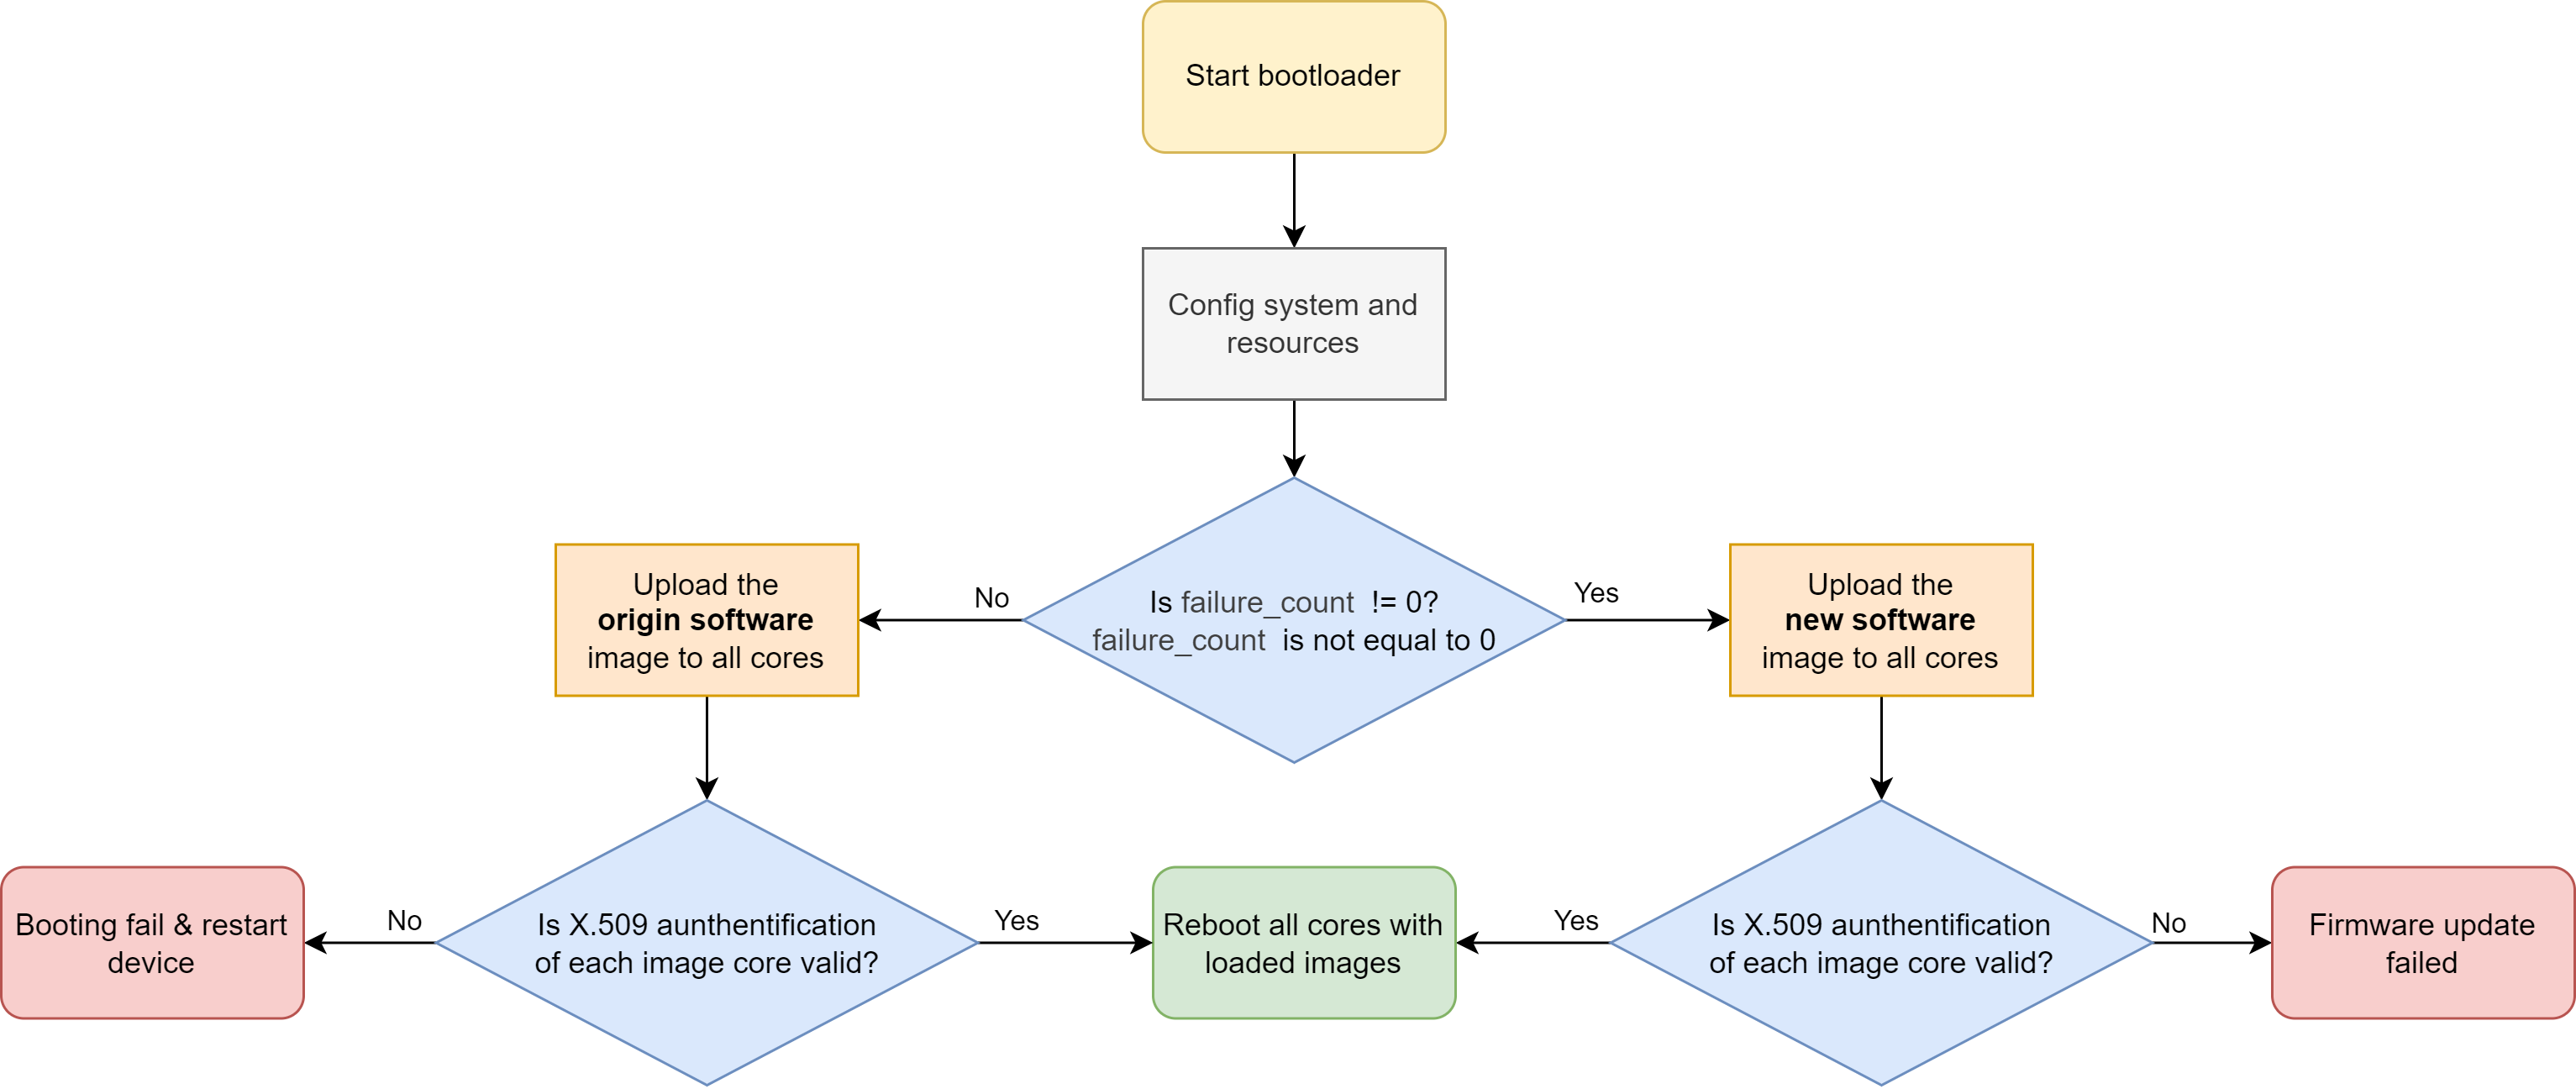 Start bootloader
Config system and
resources
Is failure_count != 0?
failure_count is not equal to 0
No
Yes
Upload the
origin software
image to all cores
Upload the
new software
image to all cores
Is X.509 aunthentification
of each image core valid?
No
Yes
Booting fail & restart
device
Reboot all cores with
loaded images
Is X.509 aunthentification
of each image core valid?
Yes
No
Firmware update
failed